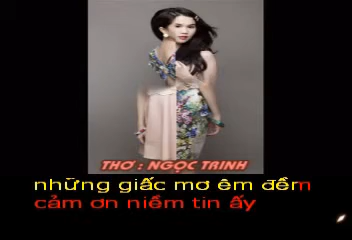 THƠ : NGỌC TRINH
những giấc mơ êm đềm
cảm ơn niềm tin ấy